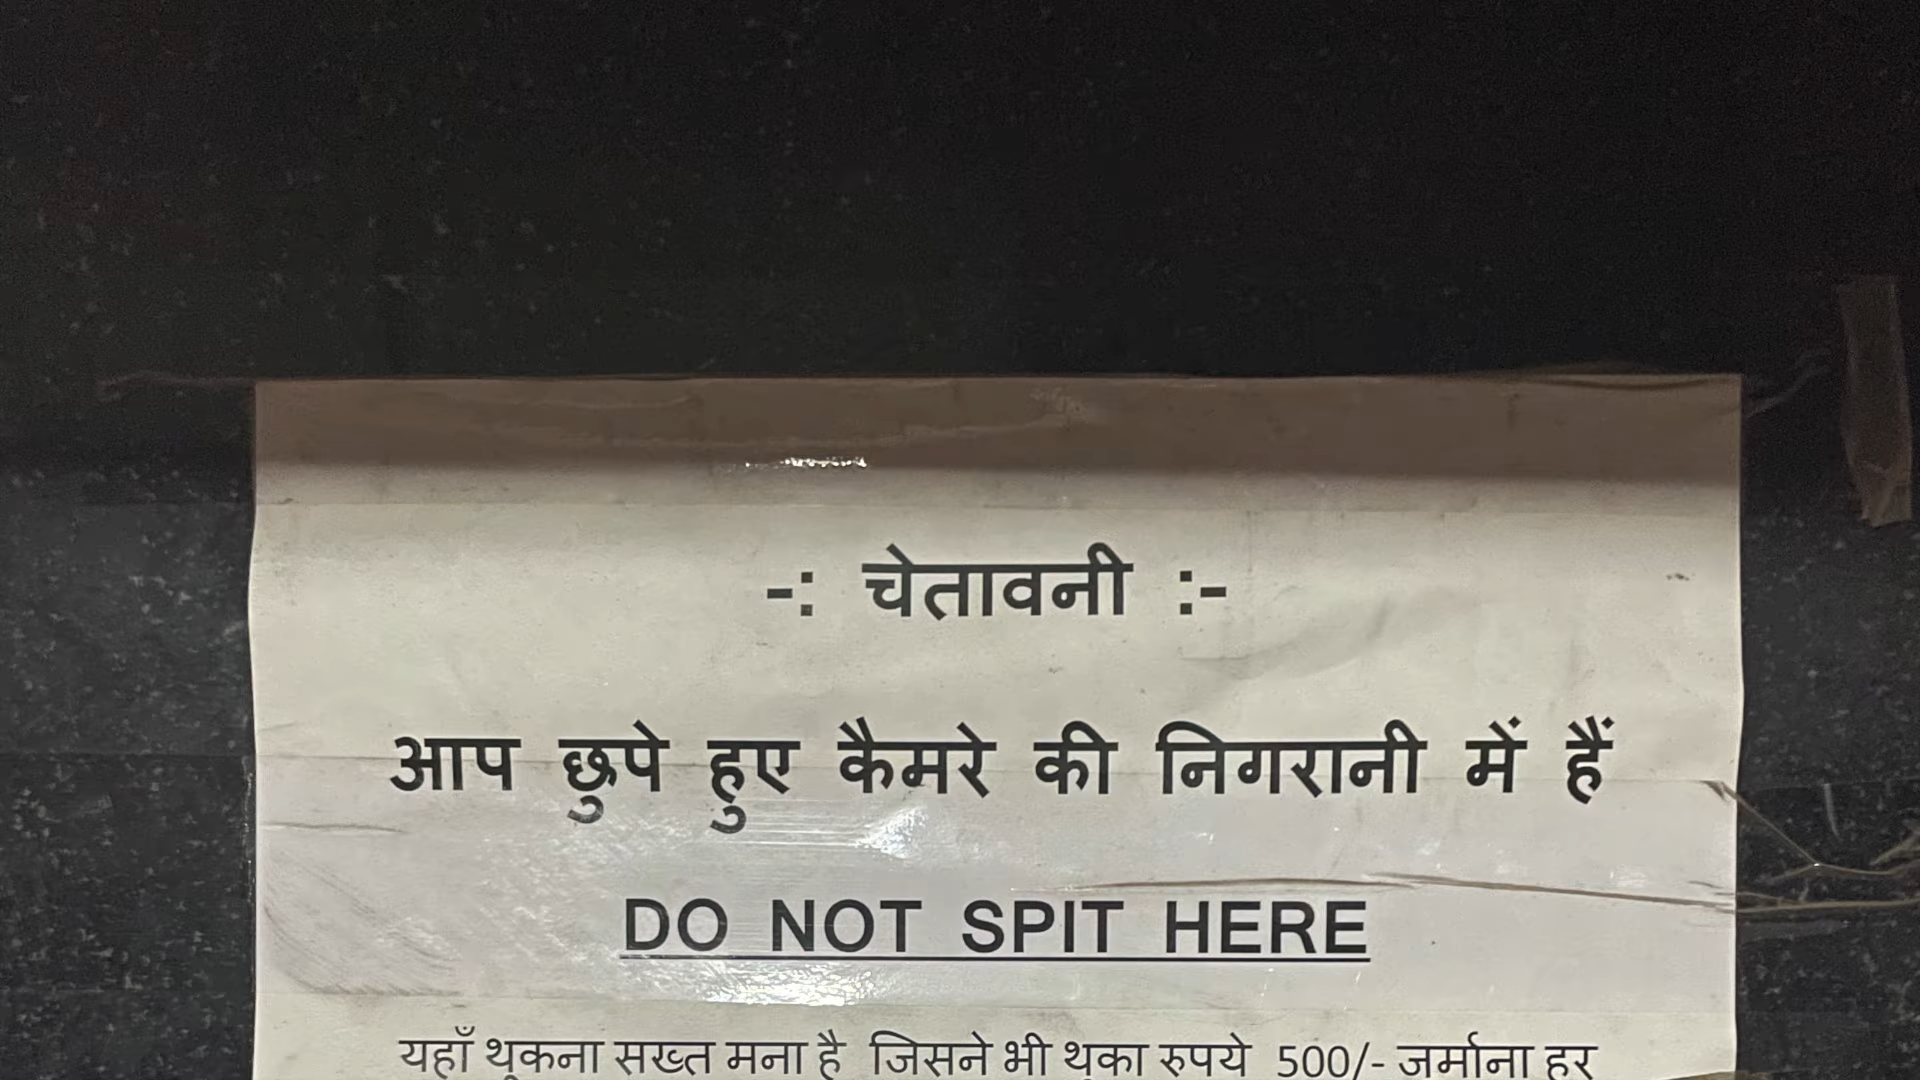 -: चेतावनी :-
आप छुपे हुए कैमरे की निगरानी में हैं
DO NOT SPIT HERE
यहाँ थूकना सख्त मना है जिसने भी थूका रुपये 500/- जुर्माना हर